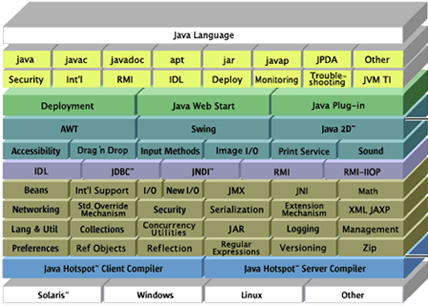 Java Language
java javac javadoc apt jar javap JPDA Other
Security Int'l RMI IDL Deploy Monitoring Trouble-shooting JVM TI
Deployment Java Web Start Java Plug-in
AWT Swing Java 2D™
Accessibility Drag 'n Drop Input Methods Image I/O Print Service Sound
IDL JDBC™ JNDI™ RMI RMI-IIOP
Beans Int'l Support I/O New I/O JMX JNI Math
Networking Std. Override Mechanism Security Serialization Extension Mechanism XML JAXP
Lang & Util Collections Concurrency Utilities JAR Logging Management
Preferences Ref Objects Reflection Regular Expressions Versioning Zip
Java Hotspot™ Client Compiler Java Hotspot™ Server Compiler
Solaris™ Windows Linux Other